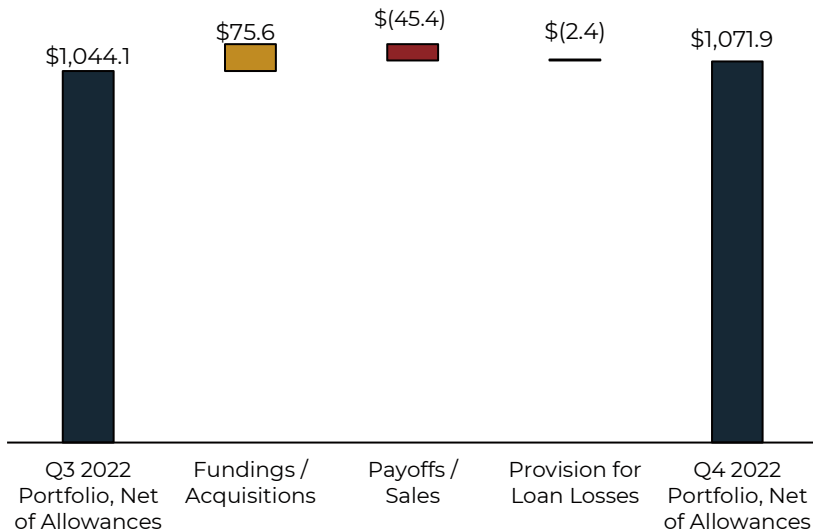 $1,044.1
$75.6
$(45.4)
$(2.4)
$1,071.9
Q3 2022
Portfolio, Net
of Allowances
Fundings /
Acquisitions
Payoffs /
Sales
Provision for
Loan Losses
Q4 2022
Portfolio, Net
of Allowances